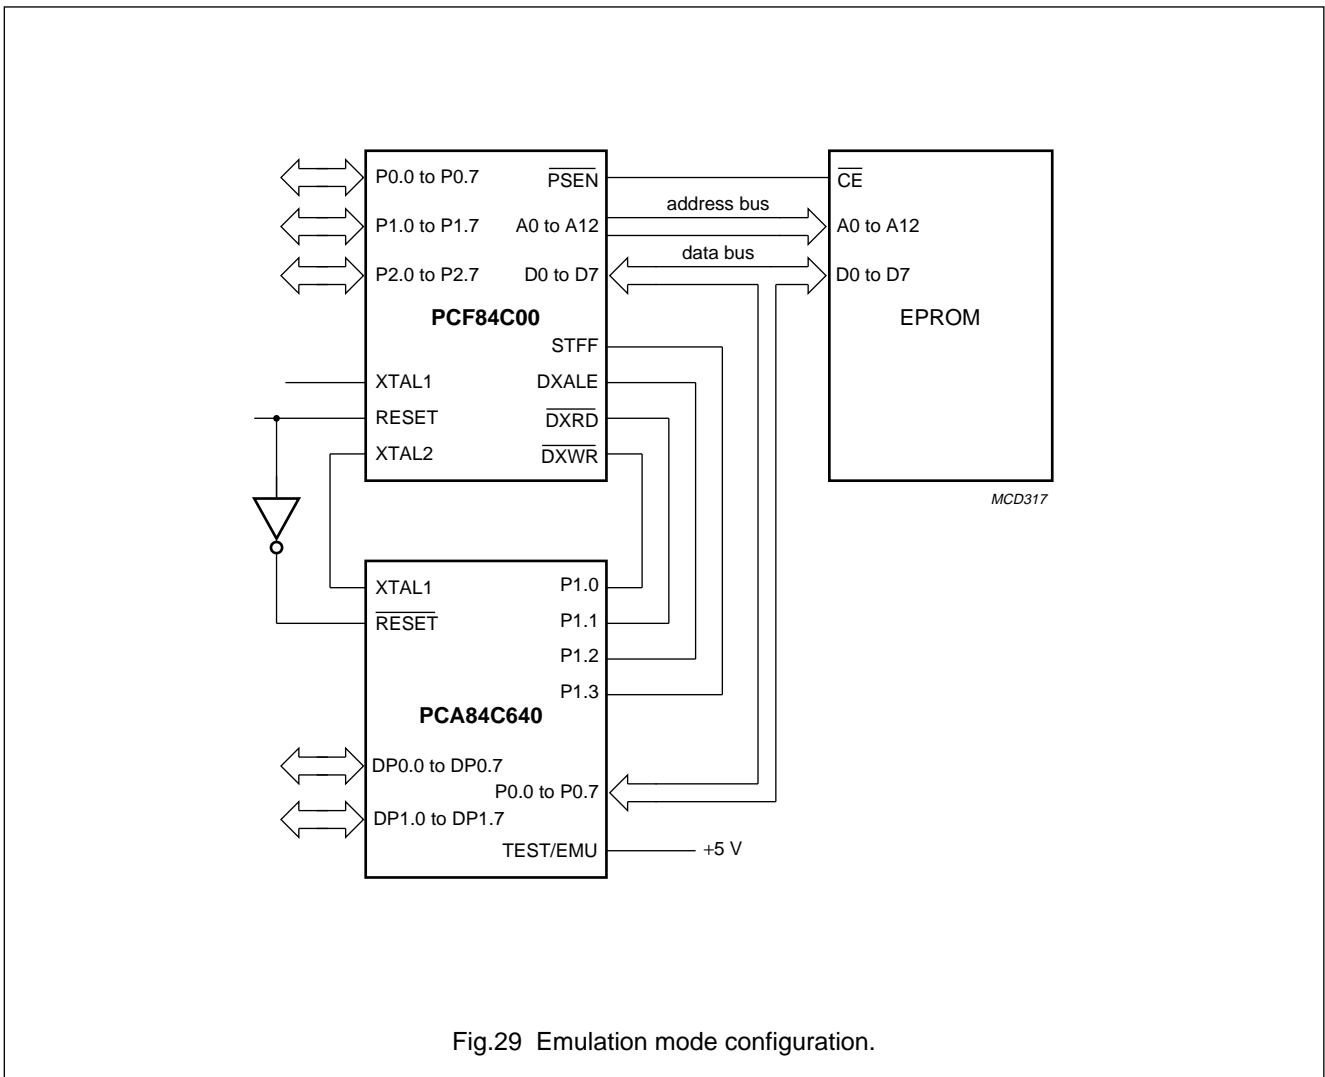 P0.0 to P0.7
P1.0 to P1.7
P2.0 to P2.7
PCF84C00
XTAL1
RESET
XTAL2
PSEN
A0 to A12
D0 to D7
STFF
DXALE
DXRD
DXWR
address bus
data bus
CE
A0 to A12
D0 to D7
EPROM
MCD317
XTAL1
RESET
P1.0
P1.1
P1.2
P1.3
PCA84C640
DP0.0 to DP0.7
P0.0 to P0.7
DP1.0 to DP1.7
TEST/EMU
+5 V
Fig.29 Emulation mode configuration.